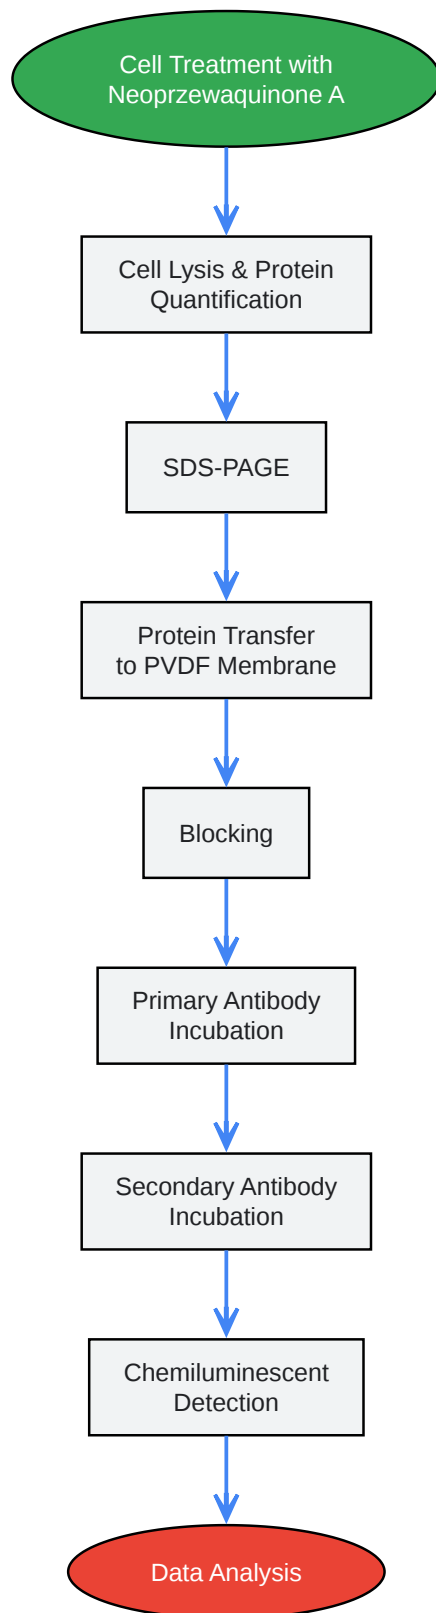 Cell Treatment with
Neoprzewaquinone A
Cell Lysis & Protein
Quantification
SDS-PAGE
Protein Transfer
to PVDF Membrane
Blocking
Primary Antibody
Incubation
Secondary Antibody
Incubation
Chemiluminescent
Detection
Data Analysis